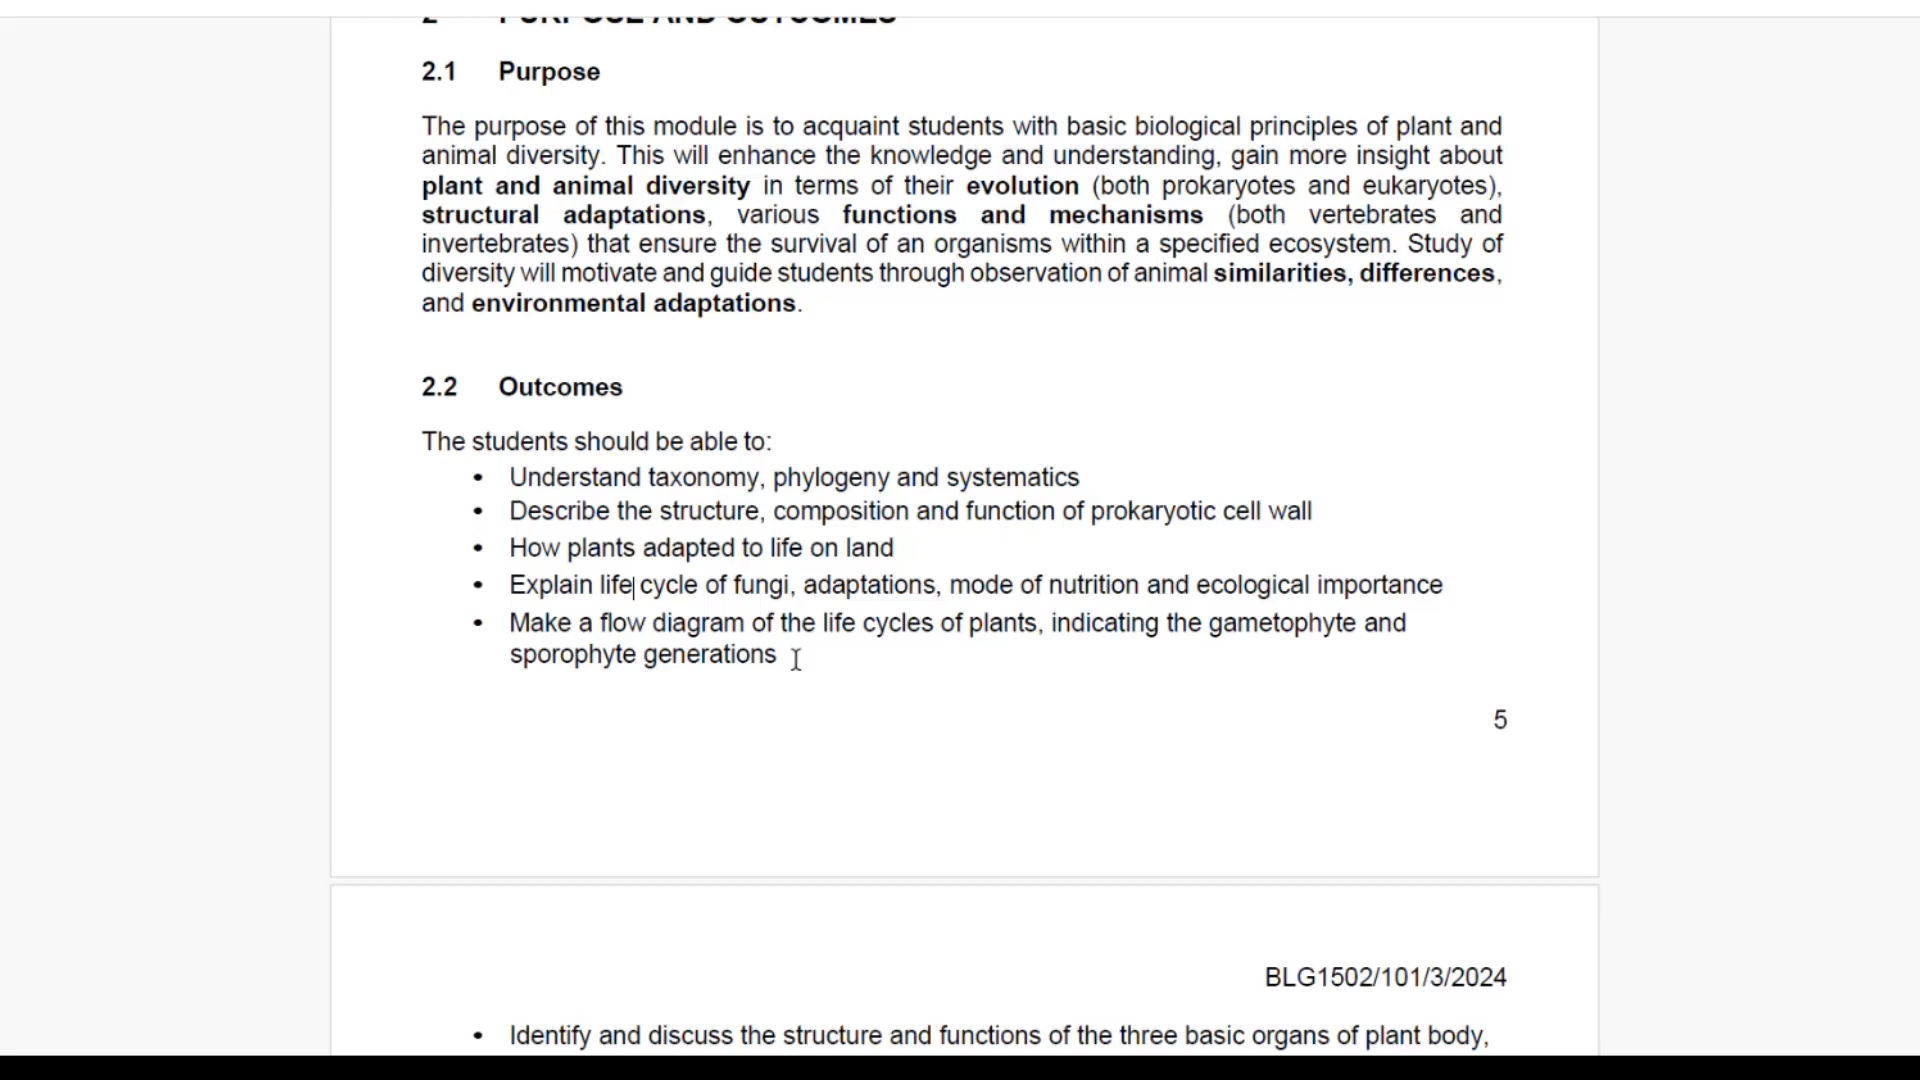 2 PURPOSE AND OUTCOMES
2.1 Purpose
The purpose of this module is to acquaint students with basic biological principles of plant and
animal diversity. This will enhance the knowledge and understanding, gain more insight about
plant and animal diversity in terms of their evolution (both prokaryotes and eukaryotes),
structural adaptations, various functions and mechanisms (both vertebrates and
invertebrates) that ensure the survival of an organisms within a specified ecosystem. Study of
diversity will motivate and guide students through observation of animal similarities, differences,
and environmental adaptations.
2.2 Outcomes
The students should be able to:
• Understand taxonomy, phylogeny and systematics
• Describe the structure, composition and function of prokaryotic cell wall
• How plants adapted to life on land
• Explain life cycle of fungi, adaptations, mode of nutrition and ecological importance
• Make a flow diagram of the life cycles of plants, indicating the gametophyte and
sporophyte generations
5
BLG1502/101/3/2024
• Identify and discuss the structure and functions of the three basic organs of plant body,